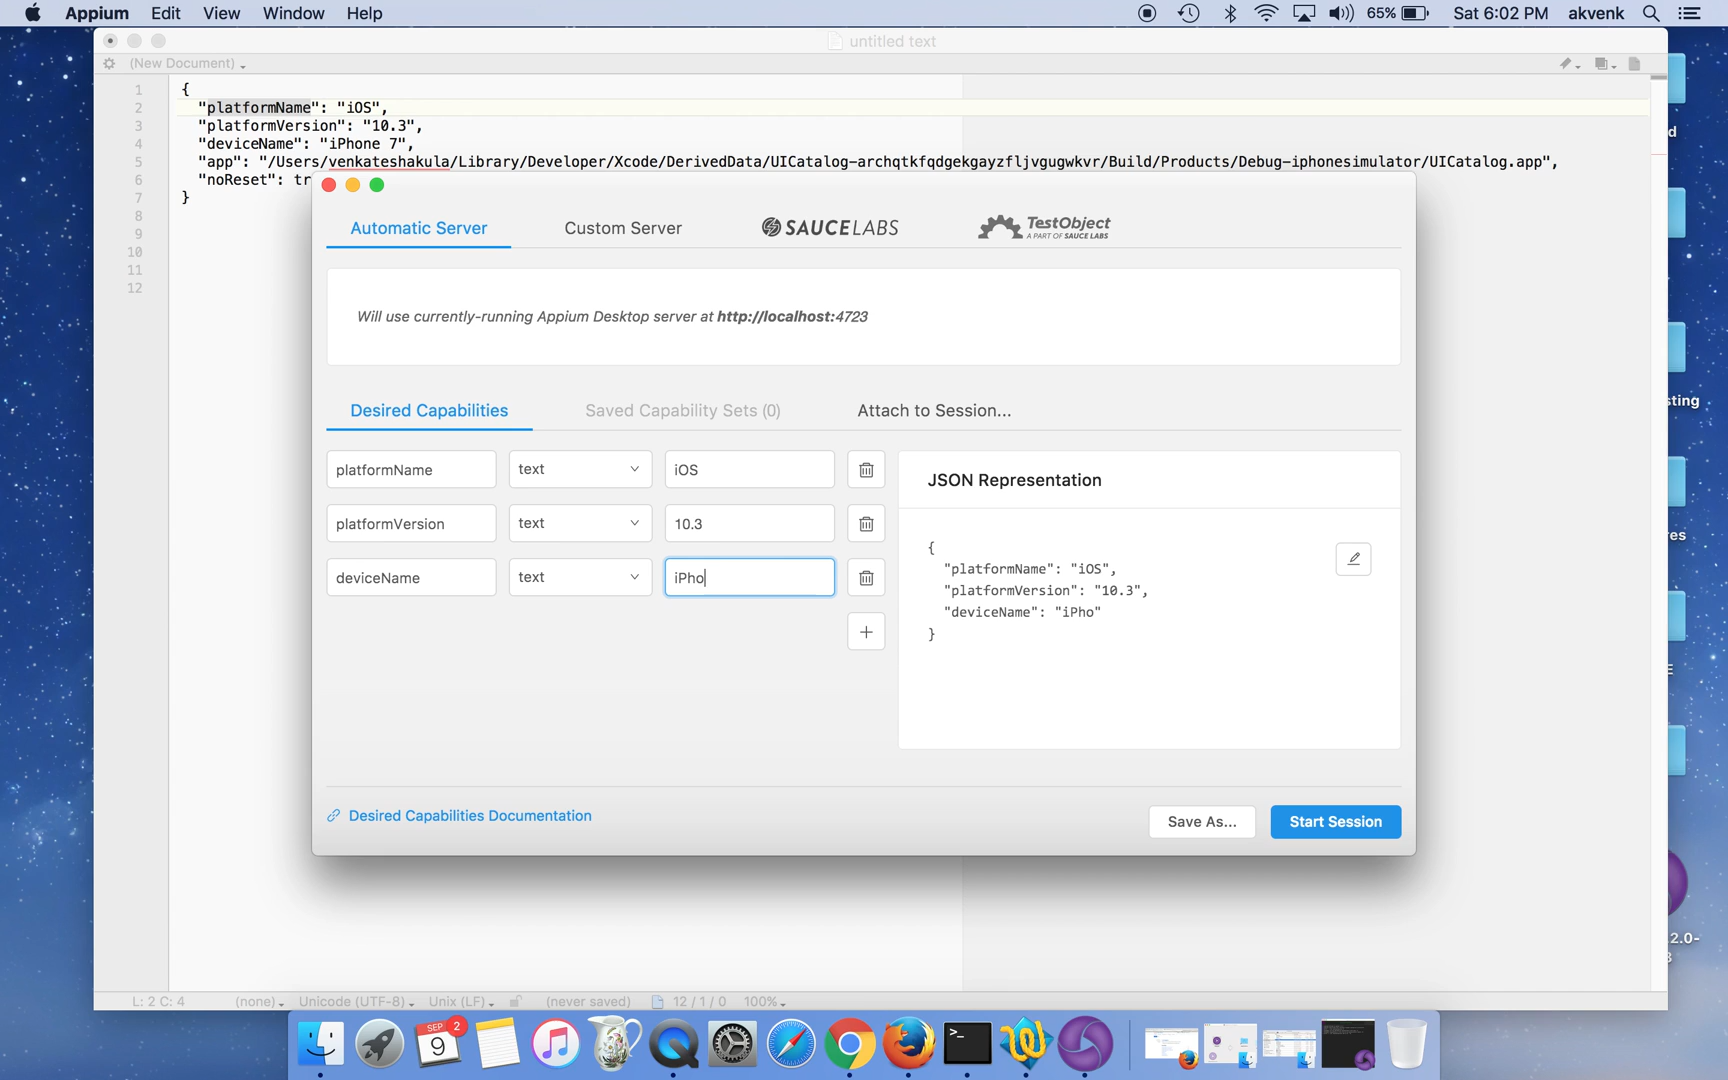 Appium Edit View Window Help
65% Sat 6:02 PM akvenk
untitled text
(New Document)
1 {
2 "platformName": "iOS",
3 "platformVersion": "10.3",
4 "deviceName": "iPhone 7",
5 "app": "/Users/venkateshakula/Library/Developer/Xcode/DerivedData/UICatalog-archqtkfqdgekgayzfljvgugwkvr/Build/Products/Debug-iphonesimulator/UICatalog.app",
6 "noReset": tr
7 }
8
9
10
11
12
Automatic Server Custom Server SAUCELABS TestObject
A PART OF SAUCE LABS
Will use currently-running Appium Desktop server at http://localhost:4723
Desired Capabilities Saved Capability Sets (0) Attach to Session...
platformName text iOS
platformVersion text 10.3
deviceName text iPho
JSON Representation
{
"platformName": "iOS",
"platformVersion": "10.3",
"deviceName": "iPho"
}
Desired Capabilities Documentation
Save As... Start Session
d
sting
res
E
2.0-
3
L: 2 C: 4 (none) Unicode (UTF-8) Unix (LF) (never saved) 12 / 1 / 0 100%
SEP 2
9
>_